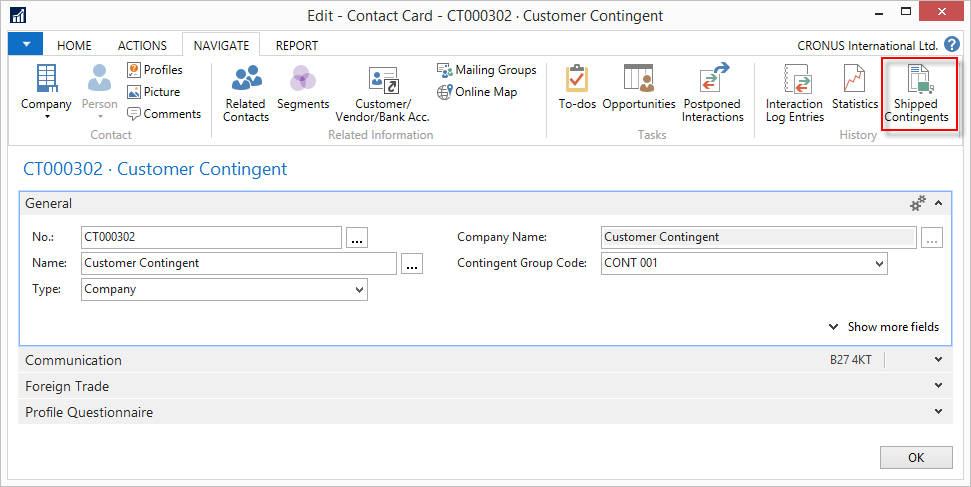 Edit - Contact Card - CT000302 · Customer Contingent
HOME ACTIONS NAVIGATE REPORT CRONUS International Ltd. ?
Company
Person
Profiles
Picture
Comments
Contact
Related
Contacts
Segments
Customer/
Vendor/Bank Acc.
Mailing Groups
Online Map
Related Information
To-dos
Opportunities
Postponed
Interactions
Tasks
Interaction
Log Entries
Statistics
Shipped
Contingents
History
CT000302 · Customer Contingent
General
No.: CT000302 ... Company Name: Customer Contingent ...
Name: Customer Contingent ... Contingent Group Code: CONT 001
Type: Company
Show more fields
Communication B27 4KT
Foreign Trade
Profile Questionnaire
OK